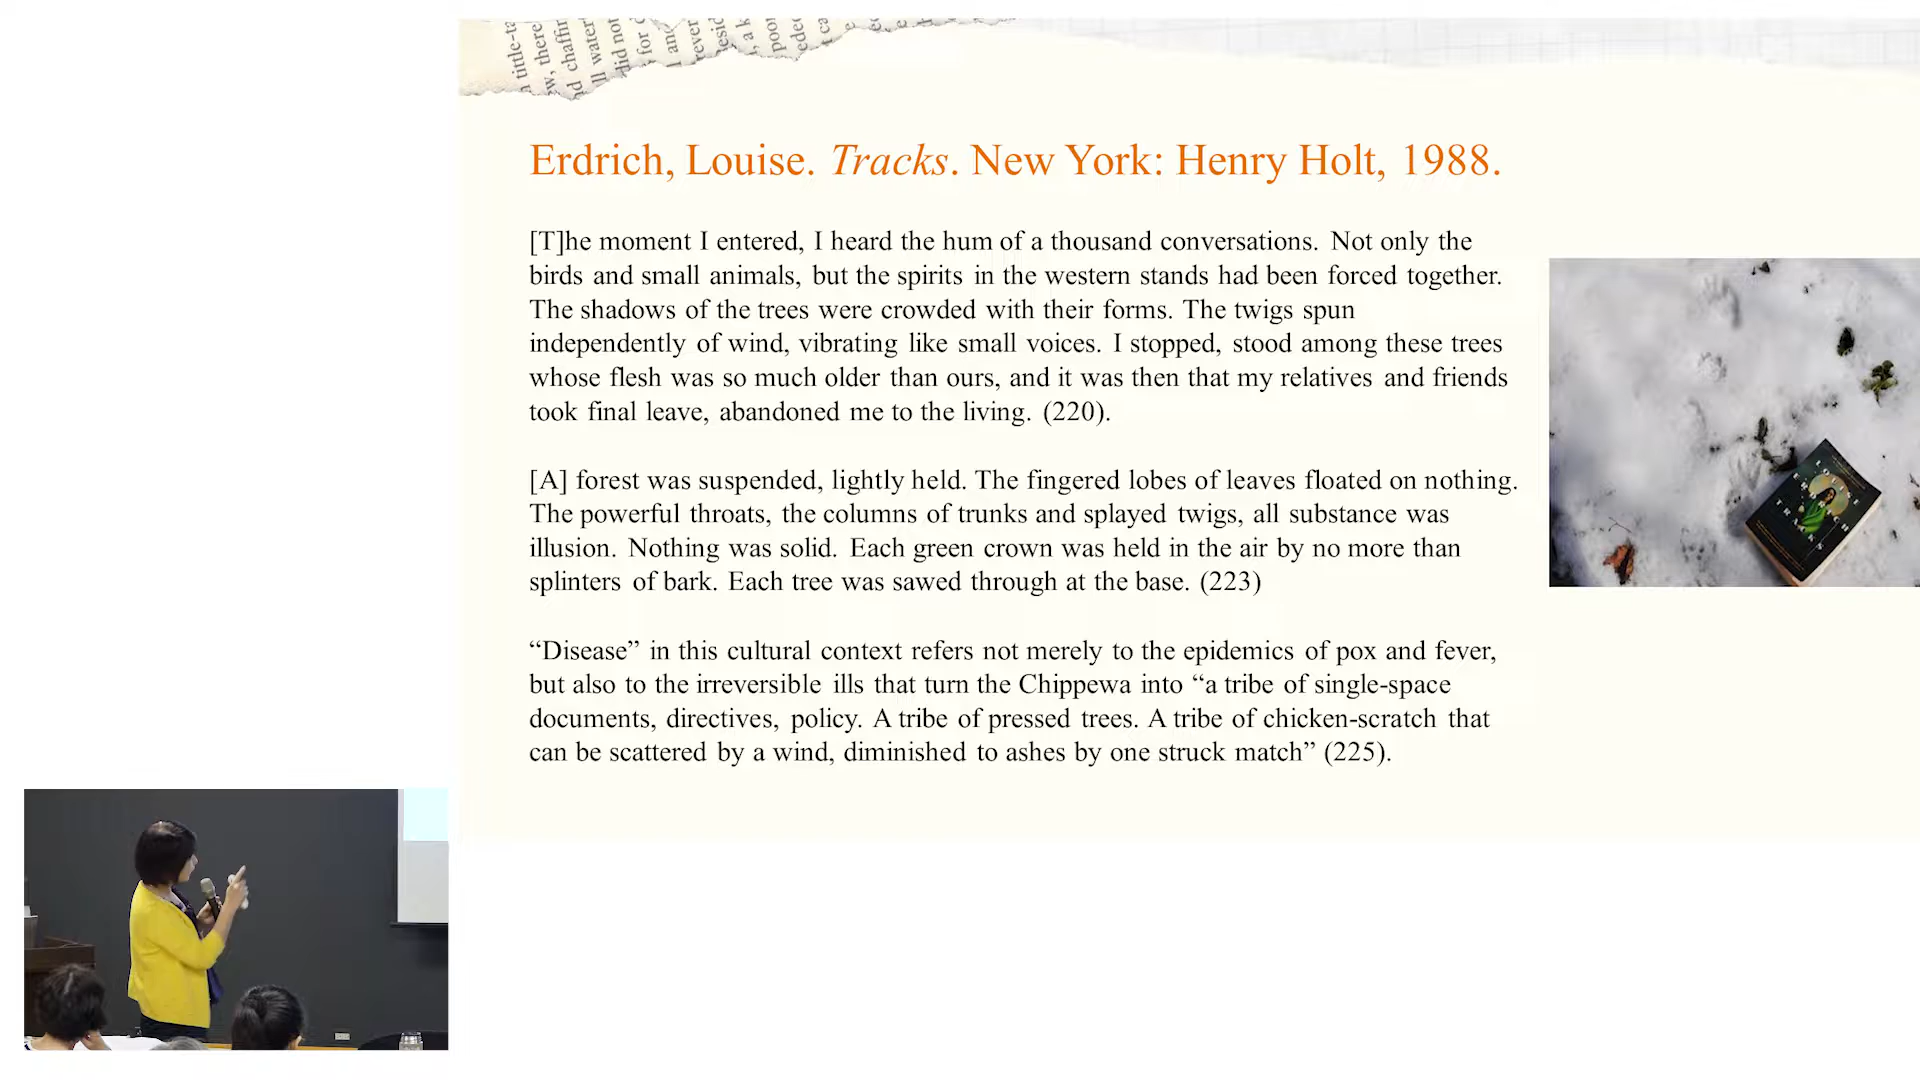 Erdrich, Louise. Tracks. New York: Henry Holt, 1988.
[T]he moment I entered, I heard the hum of a thousand conversations. Not only the
birds and small animals, but the spirits in the western stands had been forced together.
The shadows of the trees were crowded with their forms. The twigs spun
independently of wind, vibrating like small voices. I stopped, stood among these trees
whose flesh was so much older than ours, and it was then that my relatives and friends
took final leave, abandoned me to the living. (220).
[A] forest was suspended, lightly held. The fingered lobes of leaves floated on nothing.
The powerful throats, the columns of trunks and splayed twigs, all substance was
illusion. Nothing was solid. Each green crown was held in the air by no more than
splinters of bark. Each tree was sawed through at the base. (223)
“Disease” in this cultural context refers not merely to the epidemics of pox and fever,
but also to the irreversible ills that turn the Chippewa into “a tribe of single-space
documents, directives, policy. A tribe of pressed trees. A tribe of chicken-scratch that
can be scattered by a wind, diminished to ashes by one struck match” (225).
LOUISE
ERDRICH
TRACKS